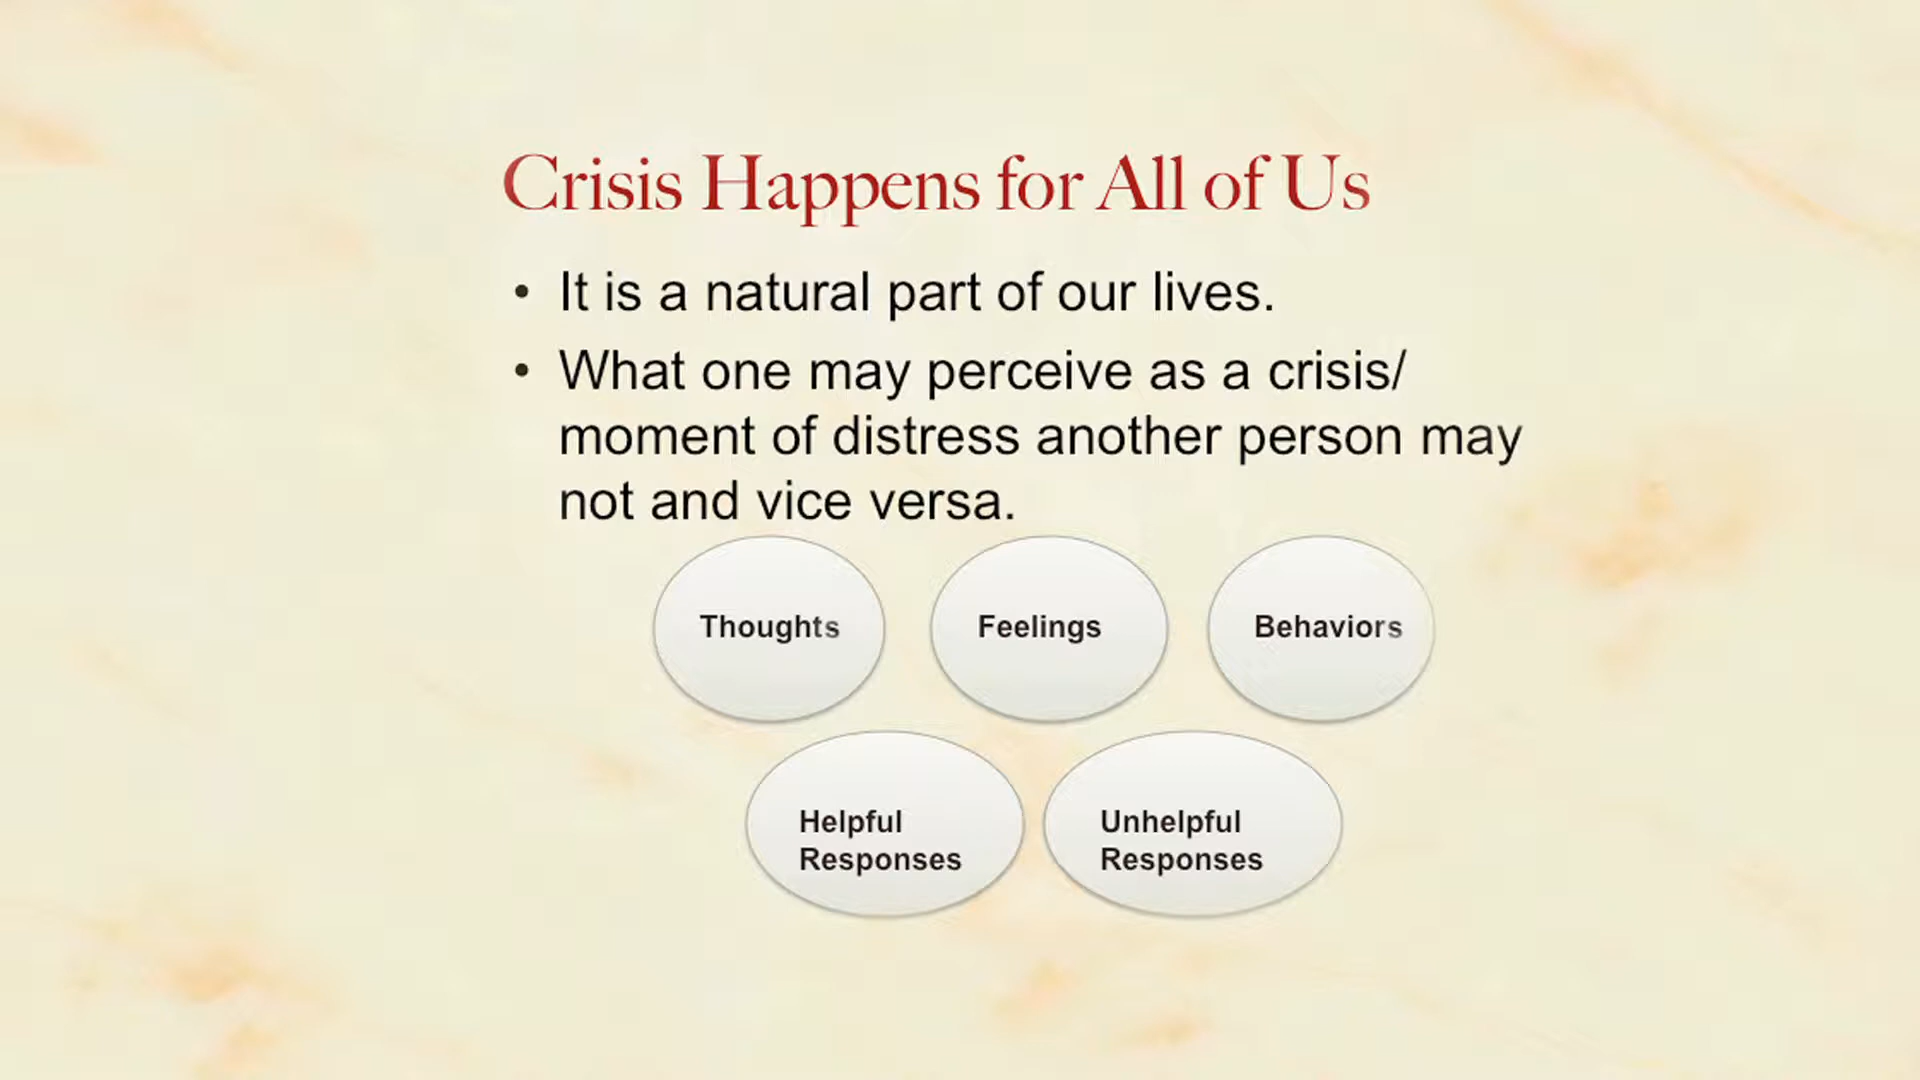 Crisis Happens for All of Us
• It is a natural part of our lives.
• What one may perceive as a crisis/
moment of distress another person may
not and vice versa.
Thoughts
Feelings
Behaviors
Helpful
Responses
Unhelpful
Responses